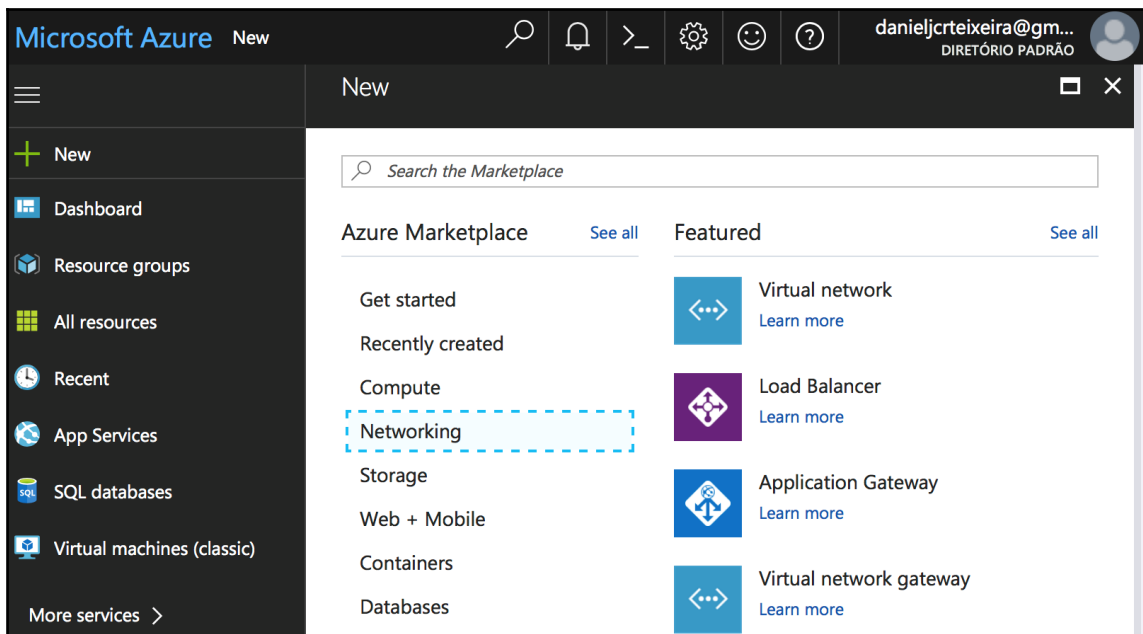 Microsoft Azure New
danieljcrteixeira@gm...
DIRETÓRIO PADRÃO
New
New
Dashboard
Resource groups
All resources
Recent
App Services
SQL
SQL databases
Virtual machines (classic)
More services
Search the Marketplace
Azure Marketplace See all
Get started
Recently created
Compute
Networking
Storage
Web + Mobile
Containers
Databases
Featured See all
Virtual network
Learn more
Load Balancer
Learn more
Application Gateway
Learn more
Virtual network gateway
Learn more